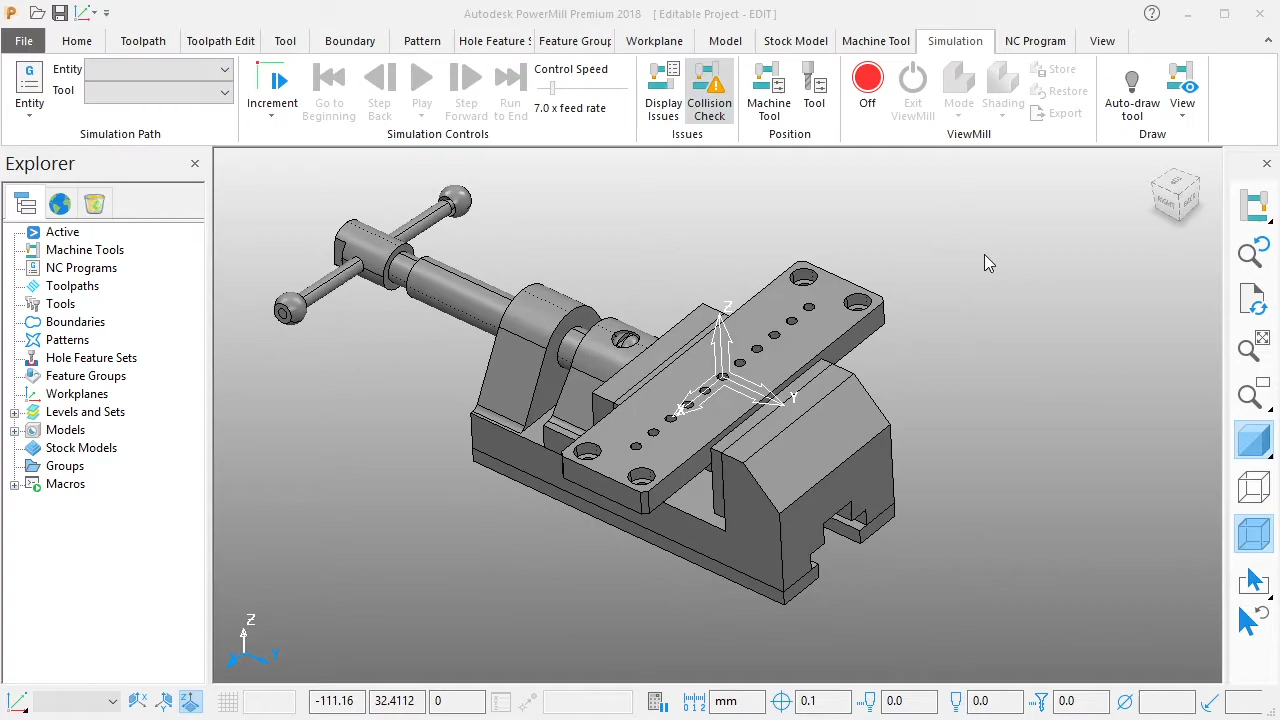 Autodesk PowerMill Premium 2018 [ Editable Project - EDIT ]
File Home Toolpath Toolpath Edit Tool Boundary Pattern Hole Feature S Feature Group Workplane Model Stock Model Machine Tool Simulation NC Program View
Entity
Entity
Tool
Simulation Path
Increment
Go to Beginning
Step Back
Play
Step Forward
Run to End
Control Speed
7.0 x feed rate
Simulation Controls
Display Issues
Collision Check
Issues
Machine Tool
Tool
Position
Off
Exit ViewMill
Mode
Shading
Store
Restore
Export
ViewMill
Auto-draw tool
View
Draw
Explorer
Active
Machine Tools
NC Programs
Toolpaths
Tools
Boundaries
Patterns
Hole Feature Sets
Feature Groups
Workplanes
Levels and Sets
Models
Stock Models
Groups
Macros
Z
Y
X
RIGHT
BACK
Z
Y
X
-111.16 32.4112 0 mm 0.1 0.0 0.0 0.0